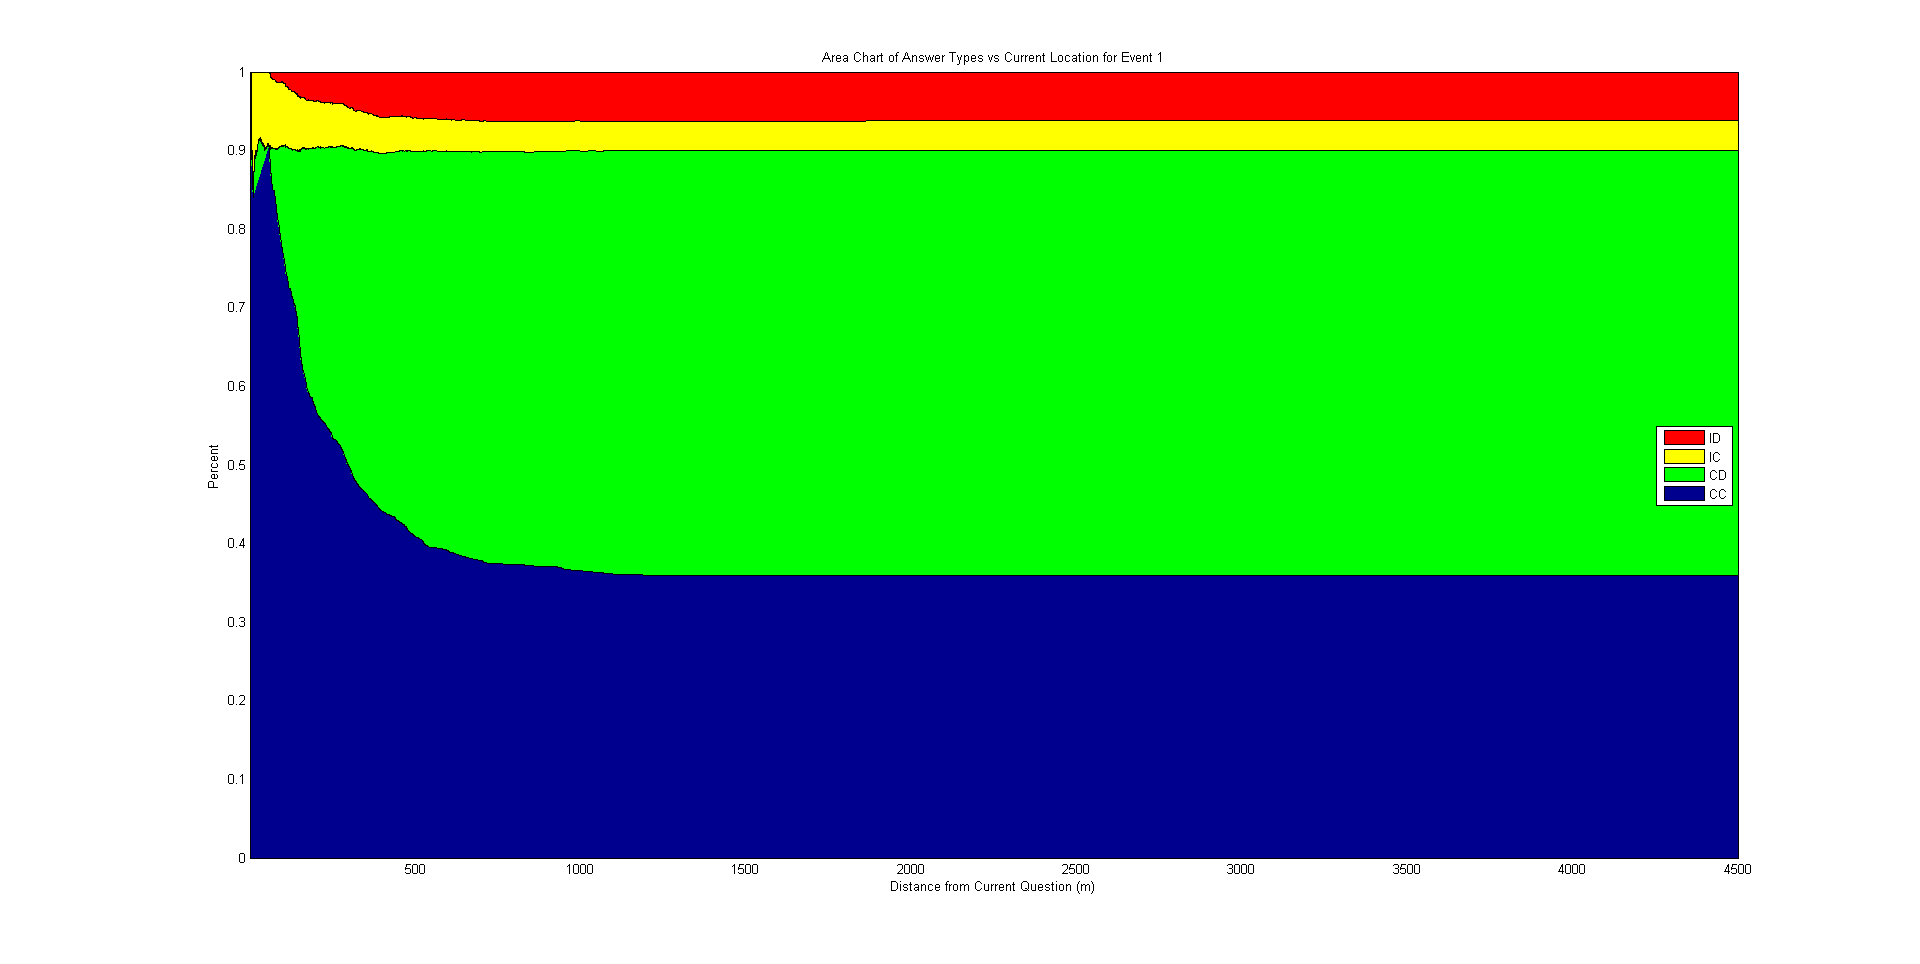 Area Chart of Answer Types vs Current Location for Event 1
1
0.9
0.8
0.7
0.6
0.5
0.4
0.3
0.2
0.1
0
Percent
ID
IC
CD
CC
500 1000 1500 2000 2500 3000 3500 4000 4500
Distance from Current Question (m)